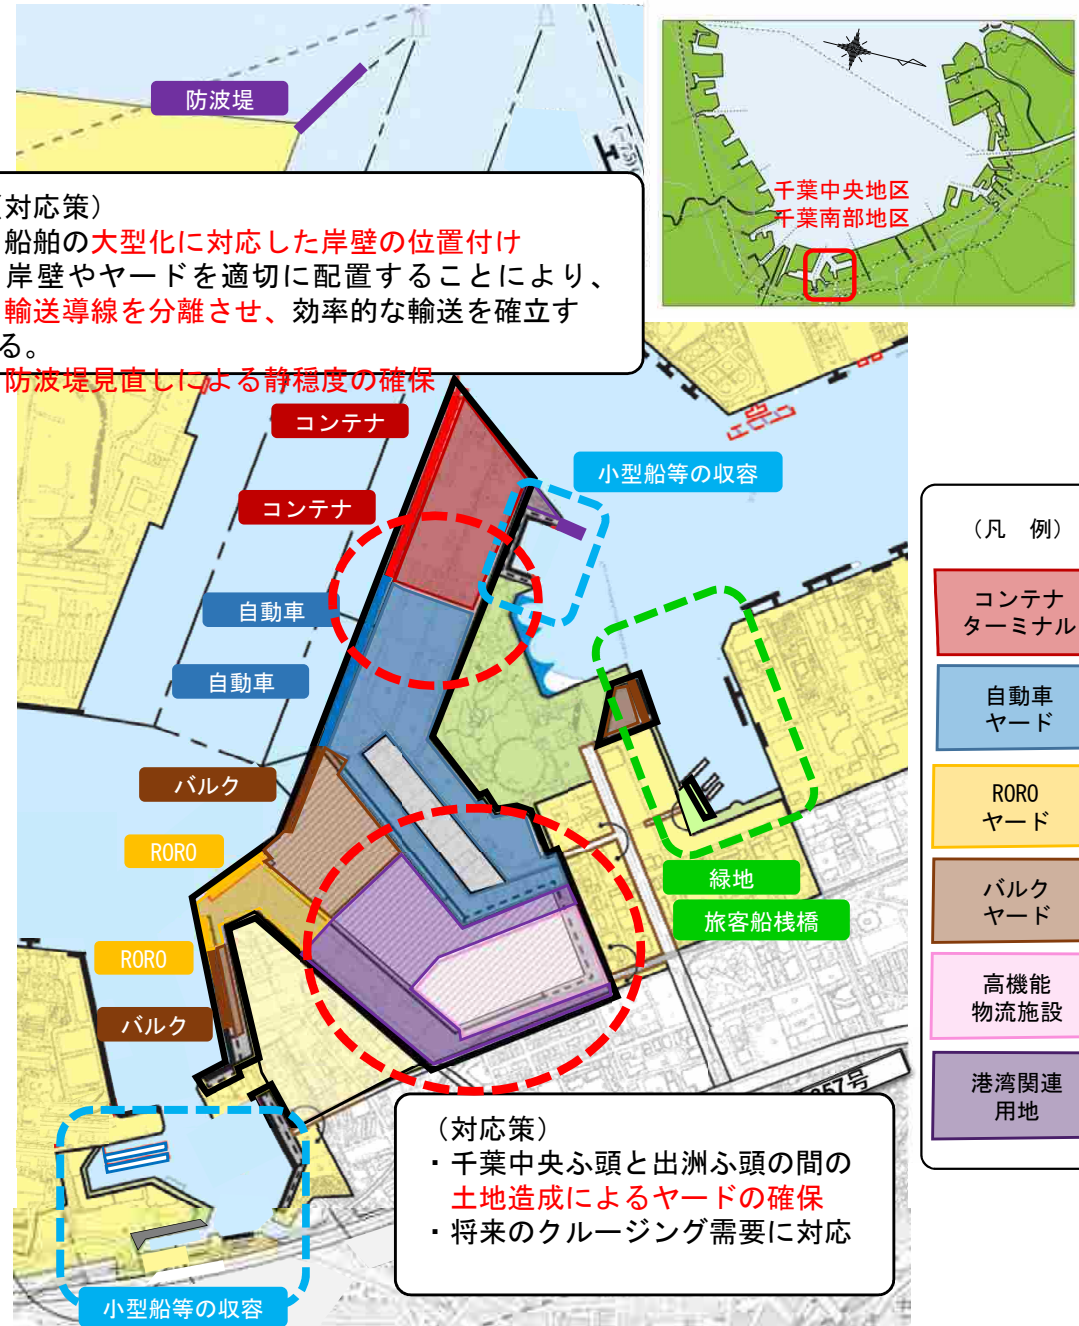 防波堤
(-7.5)
千葉中央地区
千葉南部地区
(対応策)
船舶の大型化に対応した岸壁の位置付け
岸壁やヤードを適切に配置することにより、
輸送導線を分離させ、効率的な輸送を確立す
る。
防波堤見直しによる静穏度の確保
コンテナ
コンテナ
小型船等の収容
自動車
自動車
バルク
RORO
緑地
旅客船桟橋
RORO
バルク
(凡 例)
コンテナ
ターミナル
自動車
ヤード
RORO
ヤード
バルク
ヤード
高機能
物流施設
港湾関連
用地
357号
(対応策)
・千葉中央ふ頭と出洲ふ頭の間の
土地造成によるヤードの確保
・将来のクルージング需要に対応
小型船等の収容